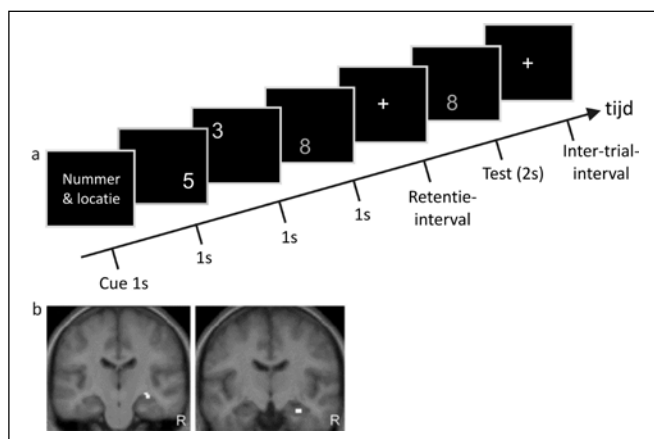 a
Nummer
& locatie
5
3
8
+
8
+
tijd
Cue 1s
1s
1s
1s
Retentie-
interval
Test (2s)
Inter-trial-
interval
b
R
R